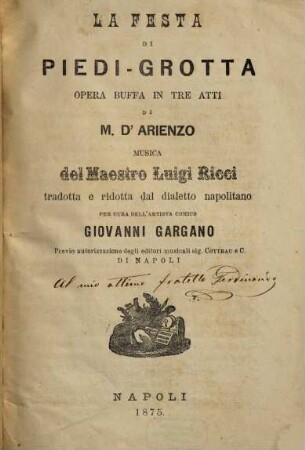 LA FESTA
DI
PIEDI-GROTTA
OPERA BUFFA IN TRE ATTI
DI
M. D'ARIENZO
MUSICA
del Maestro Luigi Ricci
tradotta e ridotta dal dialetto napolitano
PER CURA DELL'ARTISTA COMICO
GIOVANNI GARGANO
Previo autorizzazione degli editori musicali sig. COTTRAU e C.
DI NAPOLI
Al mio ottimo fratello Ferdinando
NAPOLI
1875.